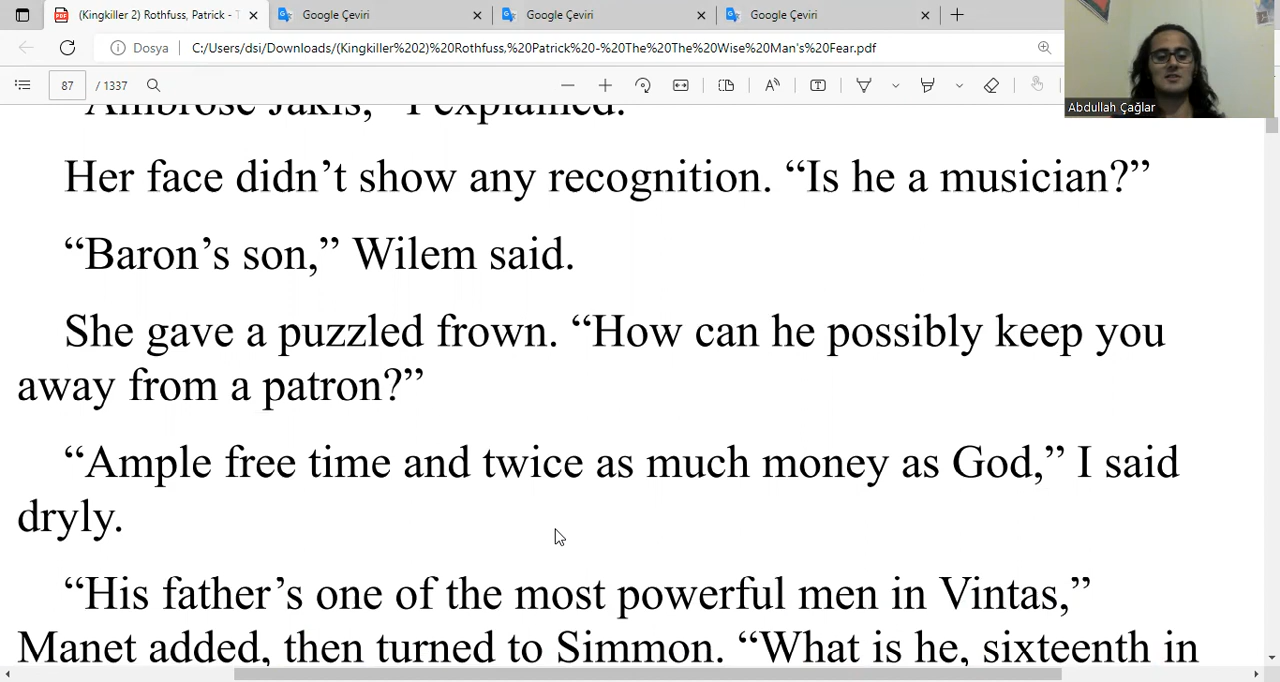 (Kingkiller 2) Rothfuss, Patrick - T
Google Çeviri
Google Çeviri
Google Çeviri
Dosya
C:/Users/dsi/Downloads/(Kingkiller%202)%20Rothfuss,%20Patrick%20-%20The%20The%20Wise%20Man's%20Fear.pdf
87 / 1337
Abdullah Çağlar
“Ambrose Jakis,” I explained.
Her face didn’t show any recognition. “Is he a musician?”
“Baron’s son,” Wilem said.
She gave a puzzled frown. “How can he possibly keep you
away from a patron?”
“Ample free time and twice as much money as God,” I said
dryly.
“His father’s one of the most powerful men in Vintas,”
Manet added, then turned to Simmon. “What is he, sixteenth in